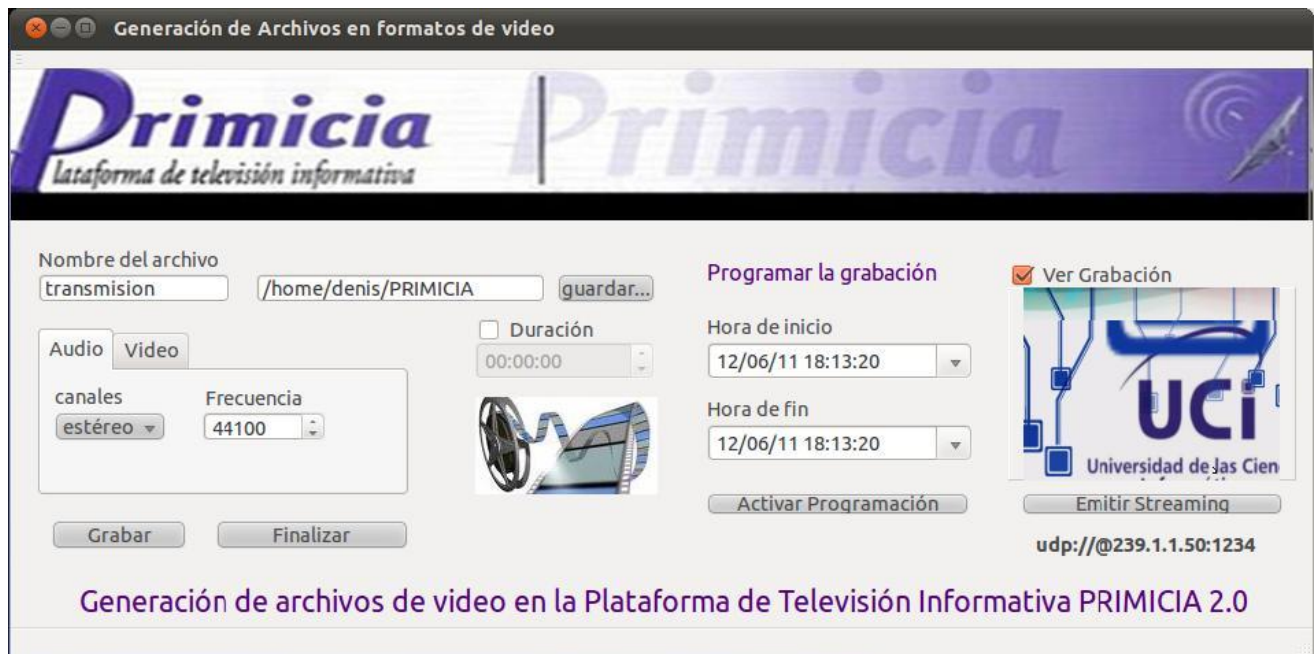 Generación de Archivos en formatos de video
Primicia
lataforma de televisión informativa
Primicia
Nombre del archivo
transmision
/home/denis/PRIMICIA
guardar...
Audio
Video
canales
Frecuencia
estéreo
44100
Duración
00:00:00
Grabar
Finalizar
Programar la grabación
Hora de inicio
12/06/11 18:13:20
Hora de fin
12/06/11 18:13:20
Activar Programación
Ver Grabación
UCi
Universidad de las Cien
Emitir Streaming
udp://@239.1.1.50:1234
Generación de archivos de video en la Plataforma de Televisión Informativa PRIMICIA 2.0